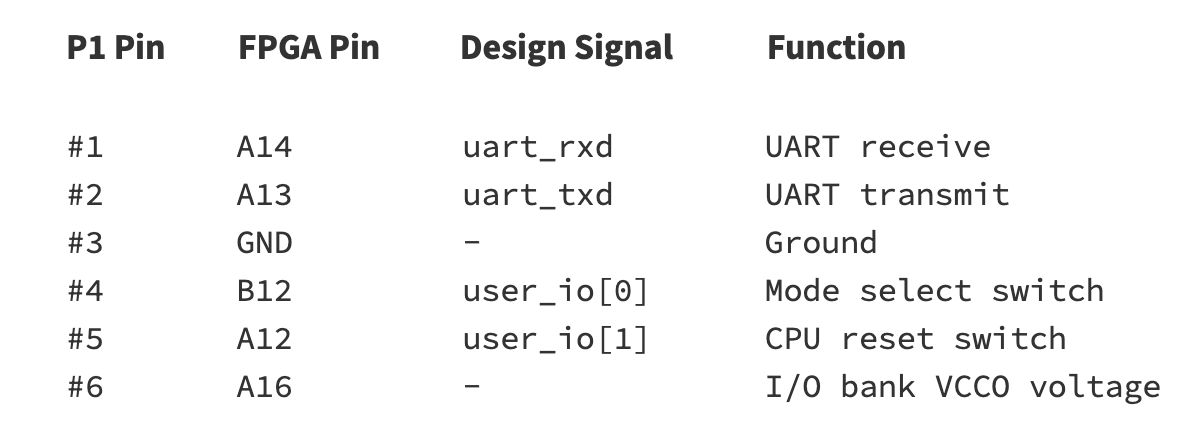 P1 Pin FPGA Pin Design Signal Function
#1 A14 uart_rxd UART receive
#2 A13 uart_txd UART transmit
#3 GND - Ground
#4 B12 user_io[0] Mode select switch
#5 A12 user_io[1] CPU reset switch
#6 A16 - I/O bank VCCO voltage